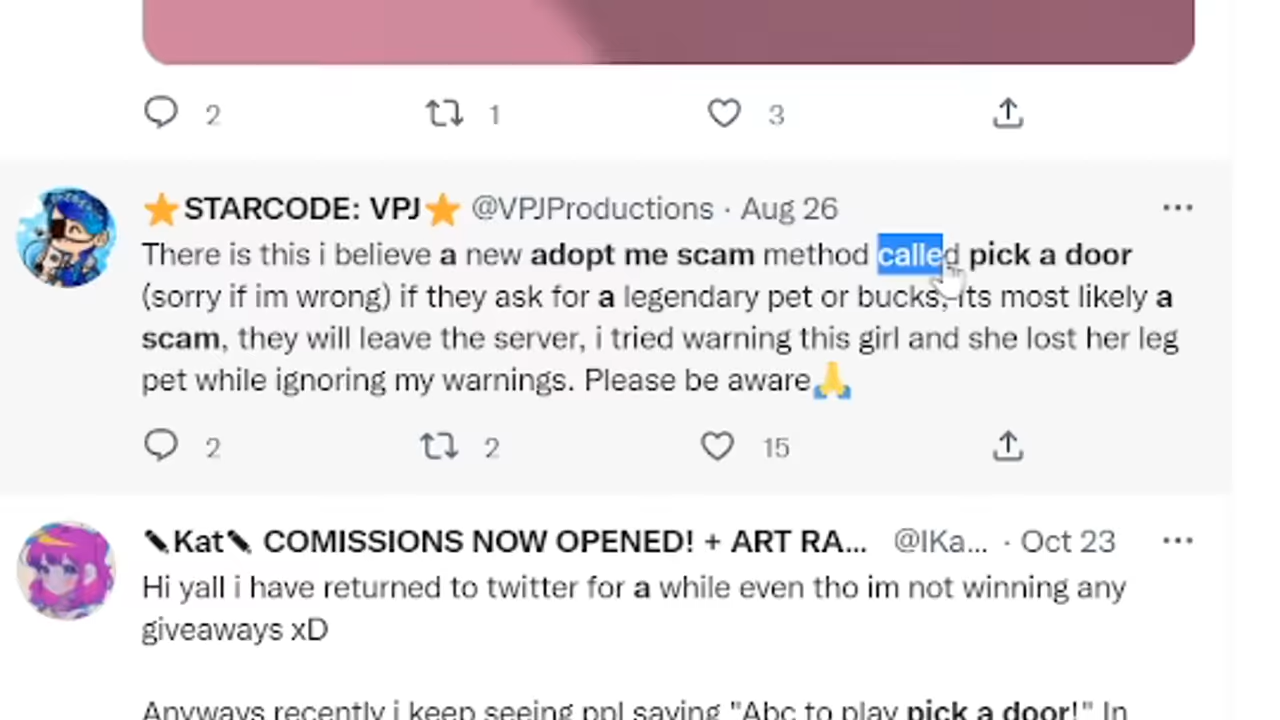 2 1 3
⭐STARCODE: VPJ⭐ @VPJProductions · Aug 26
There is this i believe a new adopt me scam method called pick a door
(sorry if im wrong) if they ask for a legendary pet or bucks, its most likely a
scam, they will leave the server, i tried warning this girl and she lost her leg
pet while ignoring my warnings. Please be aware🙏
2 2 15
✎Kat✎ COMISSIONS NOW OPENED! + ART RA... @IKa... · Oct 23
Hi yall i have returned to twitter for a while even tho im not winning any
giveaways xD
Anyways recently i keep seeing ppl saying "Abc to play pick a door!" In